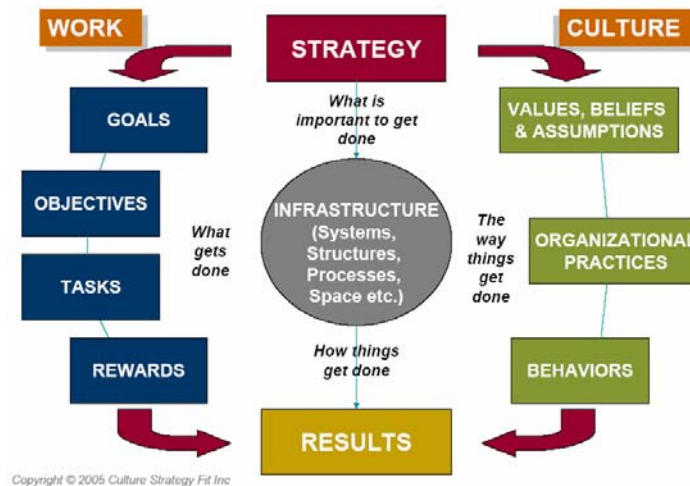 WORK
STRATEGY
CULTURE
What is
important to get
done
GOALS
OBJECTIVES
TASKS
REWARDS
What
gets
done
INFRASTRUCTURE
(Systems,
Structures,
Processes,
Space etc.)
The
way
things
get
done
VALUES, BELIEFS
& ASSUMPTIONS
ORGANIZATIONAL
PRACTICES
BEHAVIORS
How things
get done
RESULTS
Copyright © 2005 Culture Strategy Fit Inc